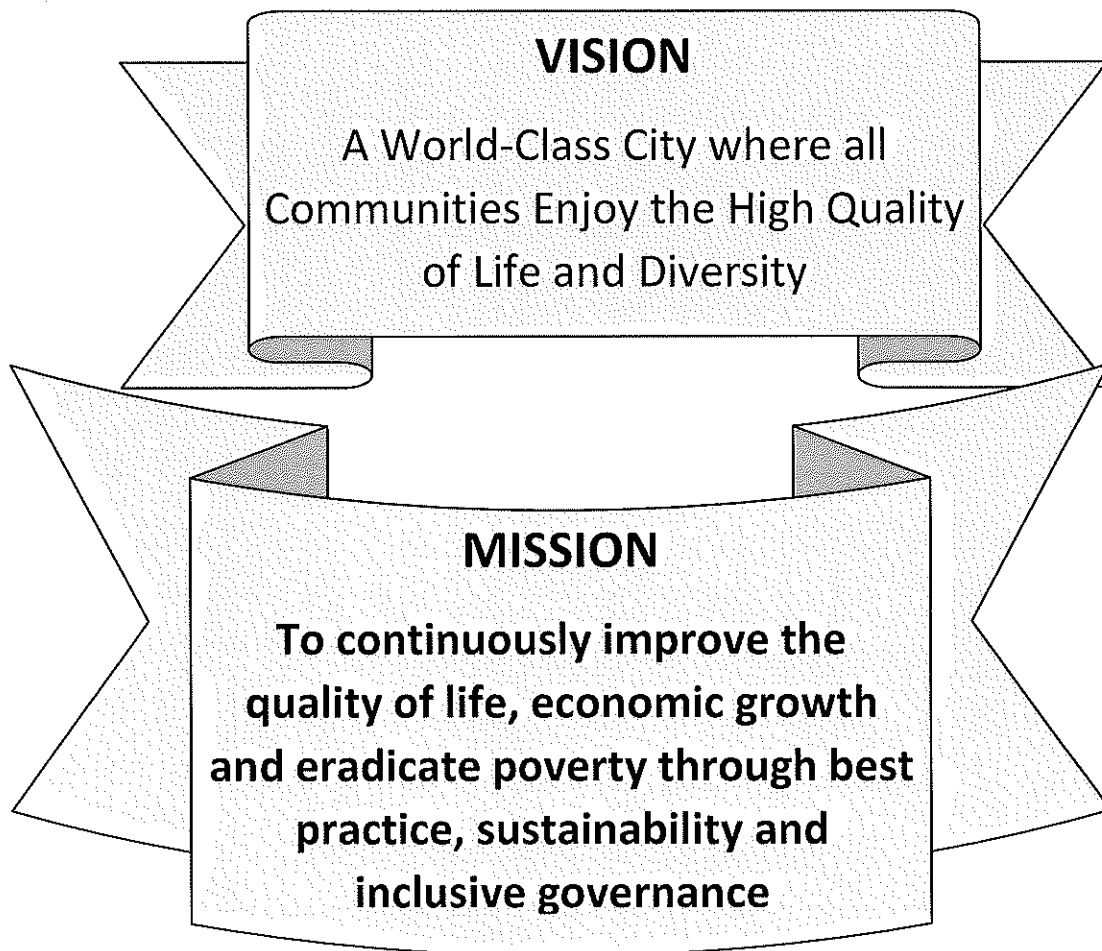 VISION
A World-Class City where all
Communities Enjoy the High Quality
of Life and Diversity
MISSION
To continuously improve the
quality of life, economic growth
and eradicate poverty through best
practice, sustainability and
inclusive governance